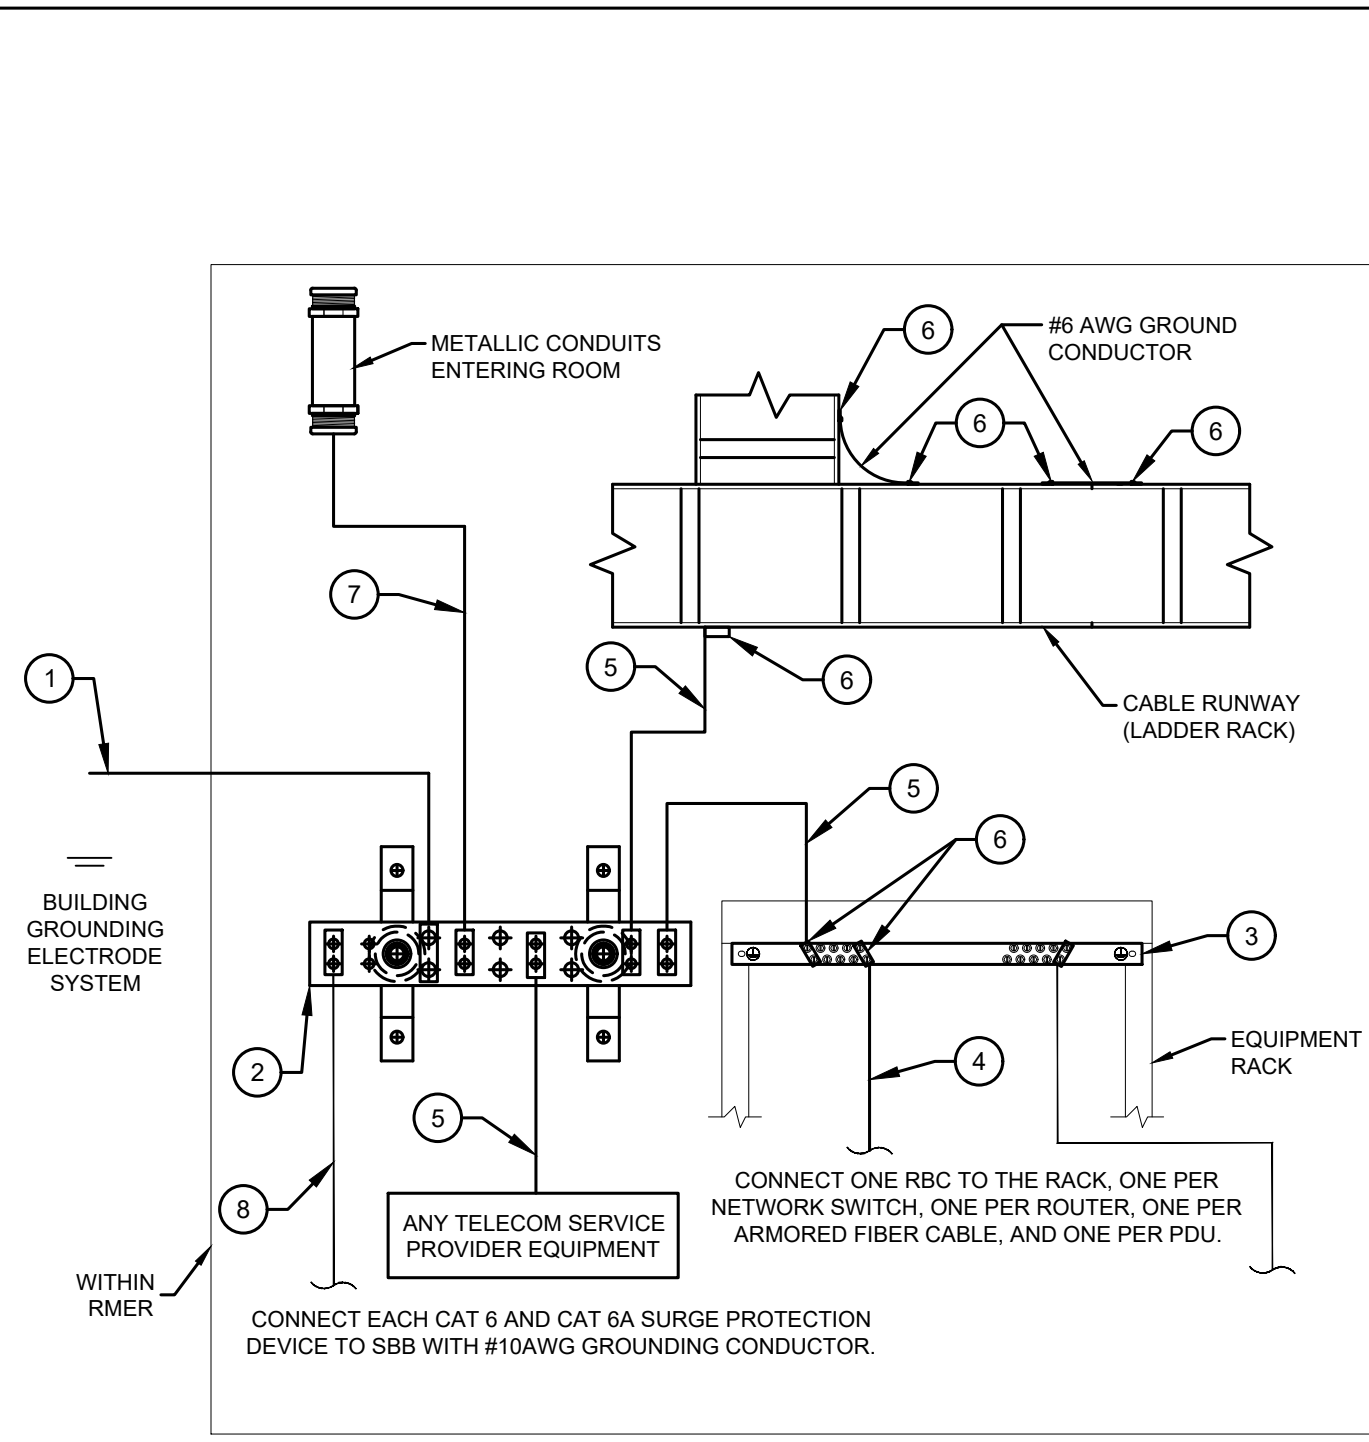 METALLIC CONDUITS
ENTERING ROOM
6
#6 AWG GROUND
CONDUCTOR
6
6
7
5
6
1
CABLE RUNWAY
(LADDER RACK)
5
6
BUILDING
GROUNDING
ELECTRODE
SYSTEM
3
2
4
EQUIPMENT
RACK
5
8
ANY TELECOM SERVICE
PROVIDER EQUIPMENT
CONNECT ONE RBC TO THE RACK, ONE PER
NETWORK SWITCH, ONE PER ROUTER, ONE PER
ARMORED FIBER CABLE, AND ONE PER PDU.
WITHIN
RMER
CONNECT EACH CAT 6 AND CAT 6A SURGE PROTECTION
DEVICE TO SBB WITH #10AWG GROUNDING CONDUCTOR.